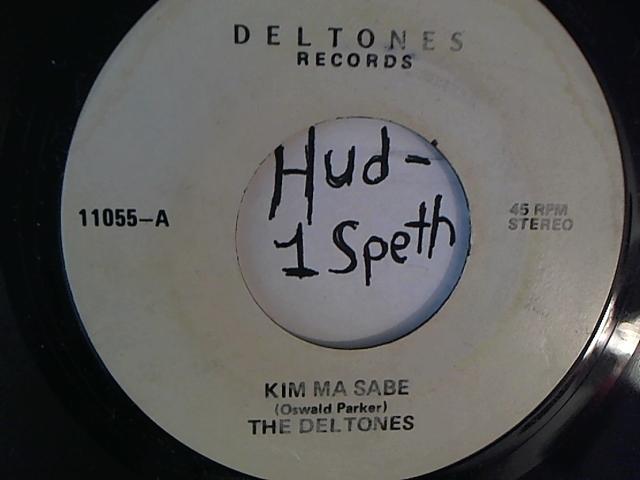 DELTONES
RECORDS
Hud-
1 Speth
11055-A
45 RPM
STEREO
KIM MA SABE
(Oswald Parker)
THE DELTONES